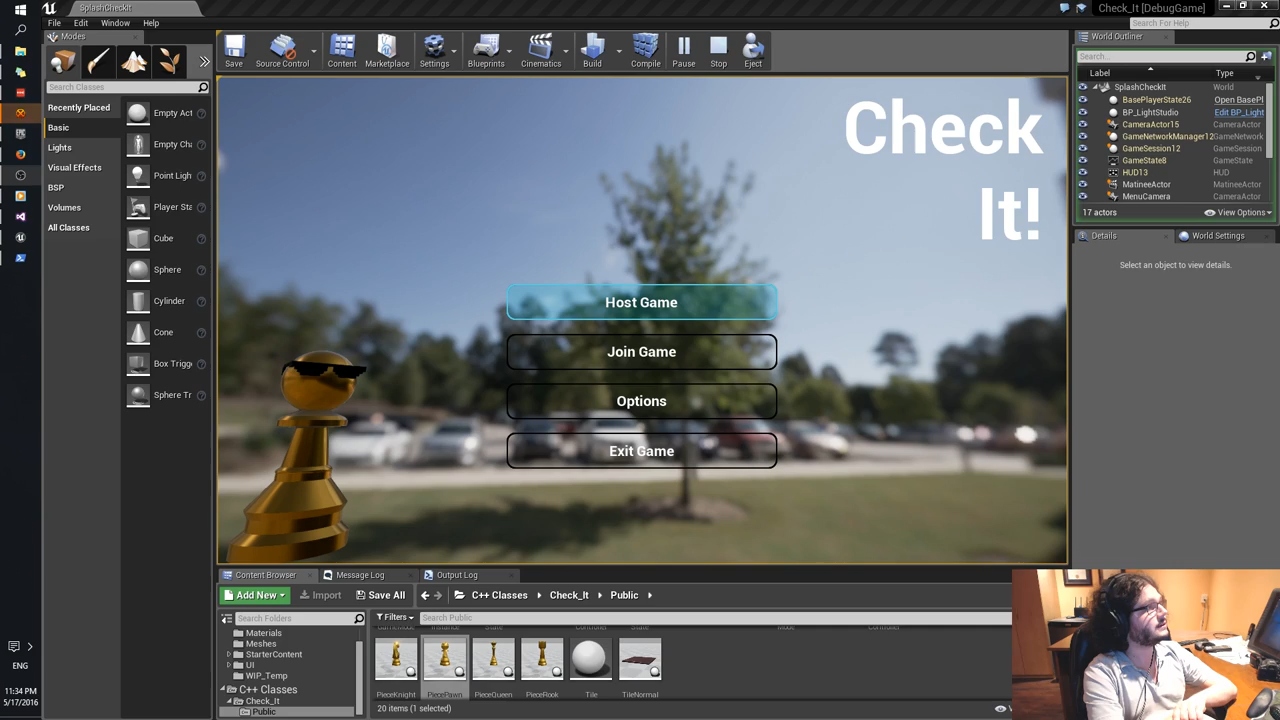 SplashCheckIt
Check_It [DebugGame]
File Edit Window Help
Search For Help
Modes
World Outliner
Search Classes
Save
Source Control
Content
Marketplace
Settings
Blueprints
Cinematics
Build
Compile
Pause
Stop
Eject
Search...
Label
Type
Recently Placed
Basic
Lights
Visual Effects
BSP
Volumes
All Classes
Empty Act
Empty Cha
Point Ligh
Player Sta
Cube
Sphere
Cylinder
Cone
Box Trigg
Sphere Tr
Check
It!
Host Game
Join Game
Options
Exit Game
SplashCheckIt World
BasePlayerState26 Open BasePl
BP_LightStudio Edit BP_Light
CameraActor15 CameraActor
GameNetworkManager12 GameNetwork
GameSession12 GameSession
GameState8 GameState
HUD13 HUD
MatineeActor MatineeActor
MenuCamera CameraActor
17 actors
View Options
Details
World Settings
Select an object to view details.
Content Browser
Message Log
Output Log
Add New
Import
Save All
C++ Classes
Check_It
Public
Search Folders
Filters
Search Public
Materials
Meshes
StarterContent
UI
WIP_Temp
C++ Classes
Check_It
Public
PieceKnight
PiecePawn
PieceQueen
PieceRook
Tile
TileNormal
20 items (1 selected)
ENG
11:34 PM
5/17/2016